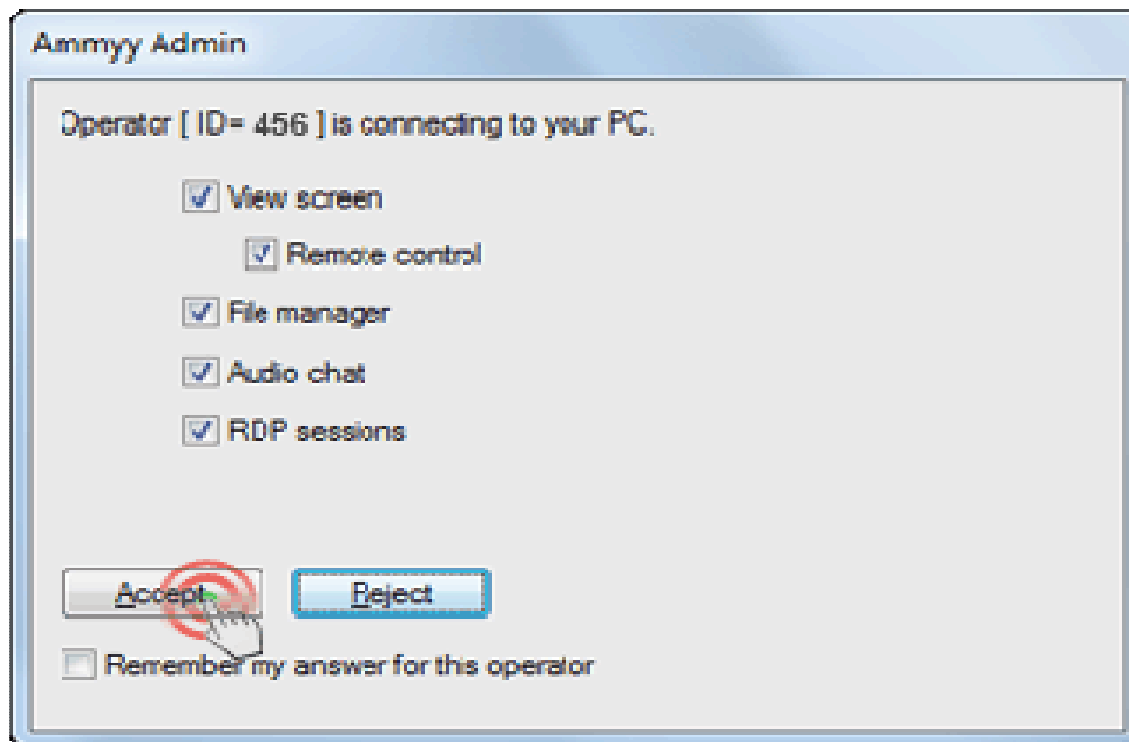 Ammyy Admin
Operator [ ID= 456 ] is connecting to your PC.
View screen
Remote control
File manager
Audio chat
RDP sessions
Accept Reject
Remember my answer for this operator